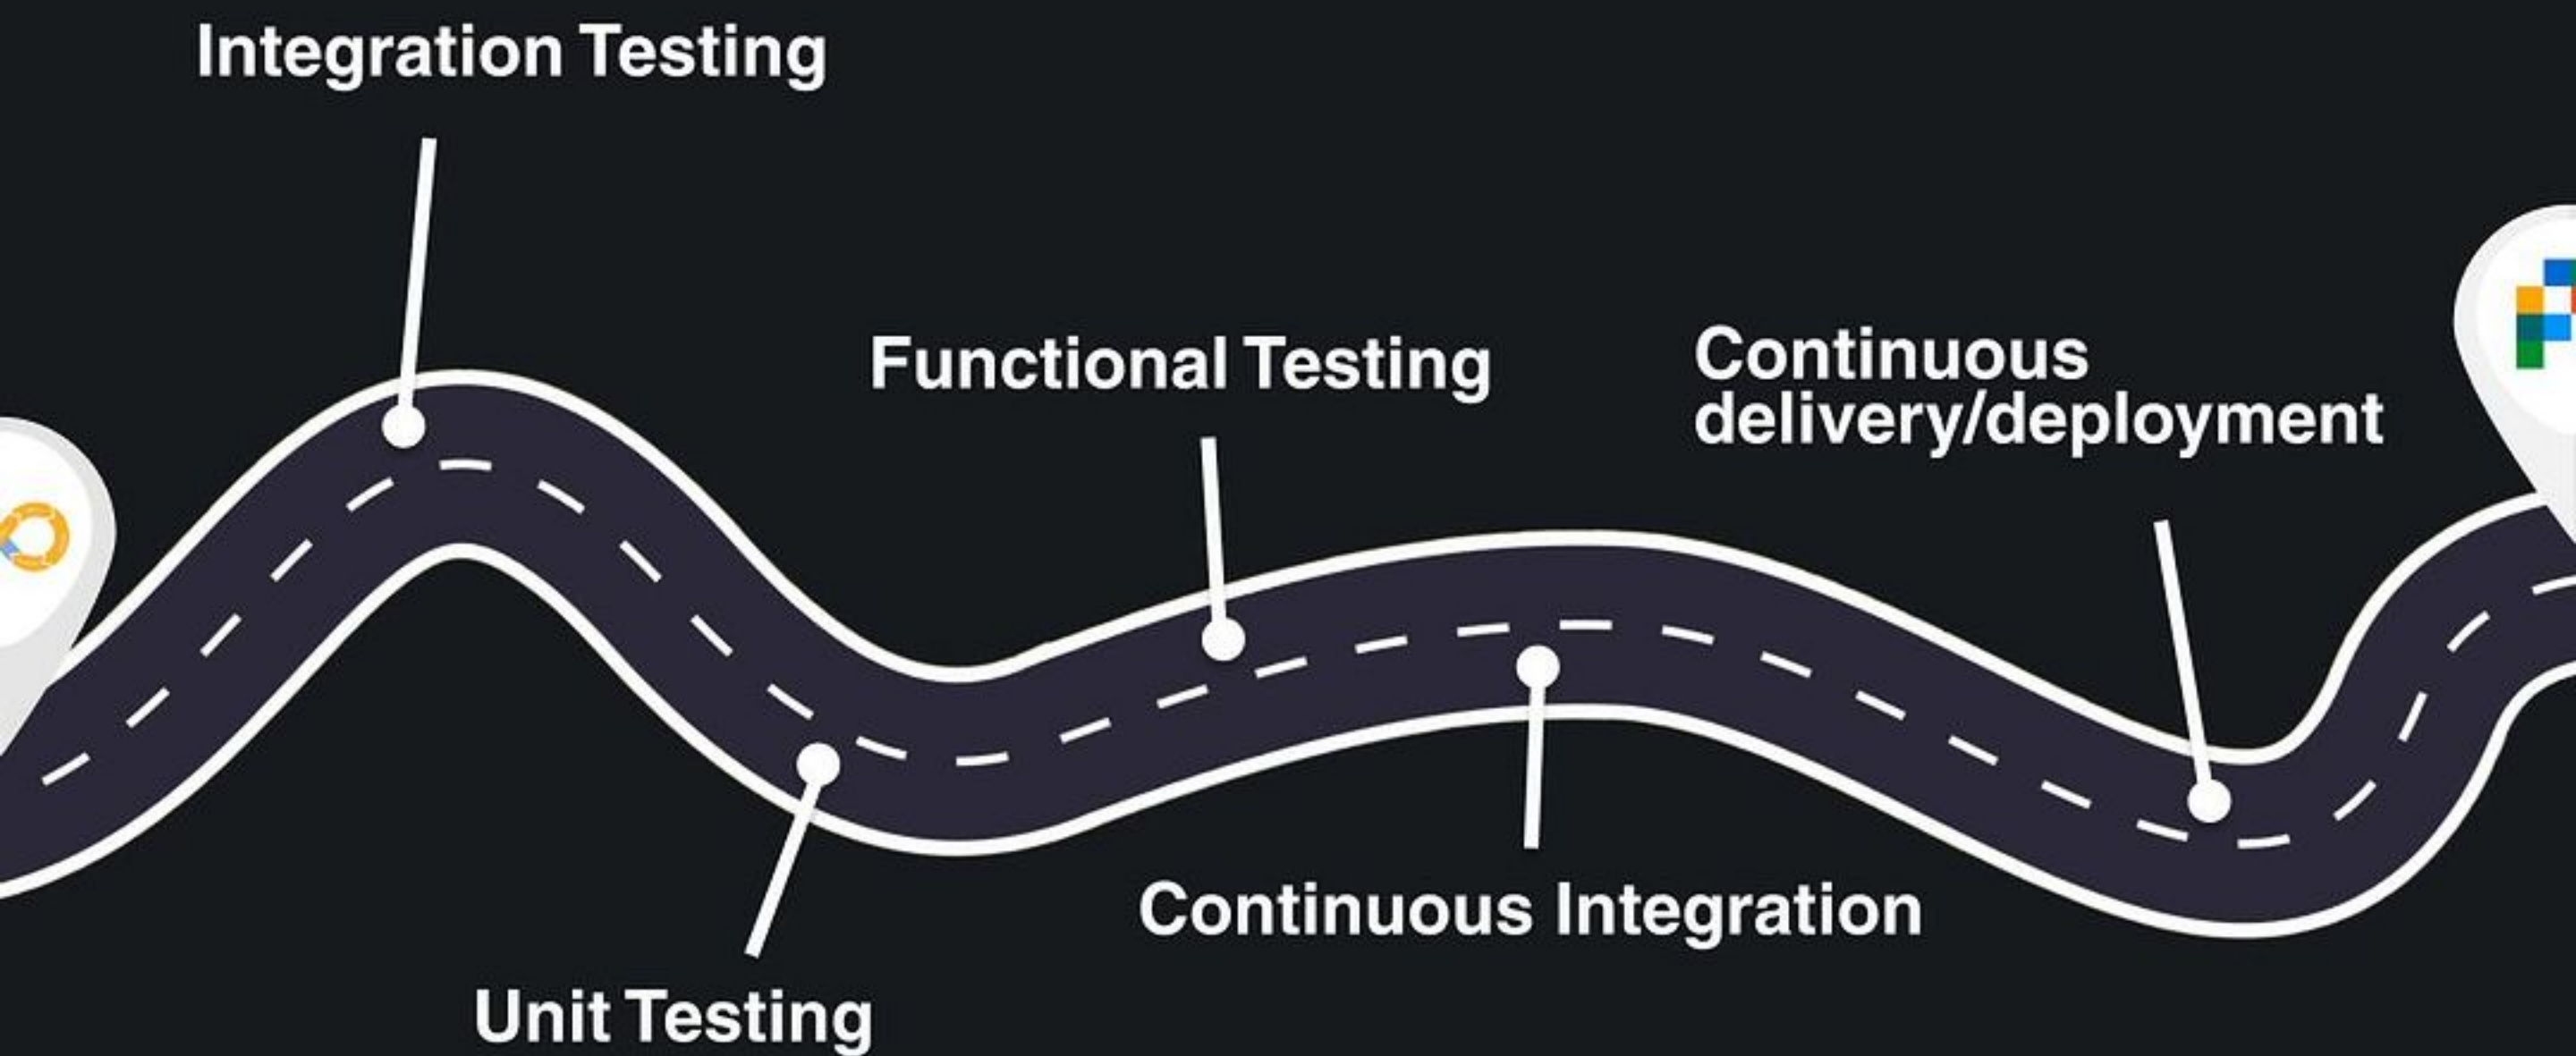 Integration Testing
Functional Testing
Continuous
delivery/deployment
Continuous Integration
Unit Testing